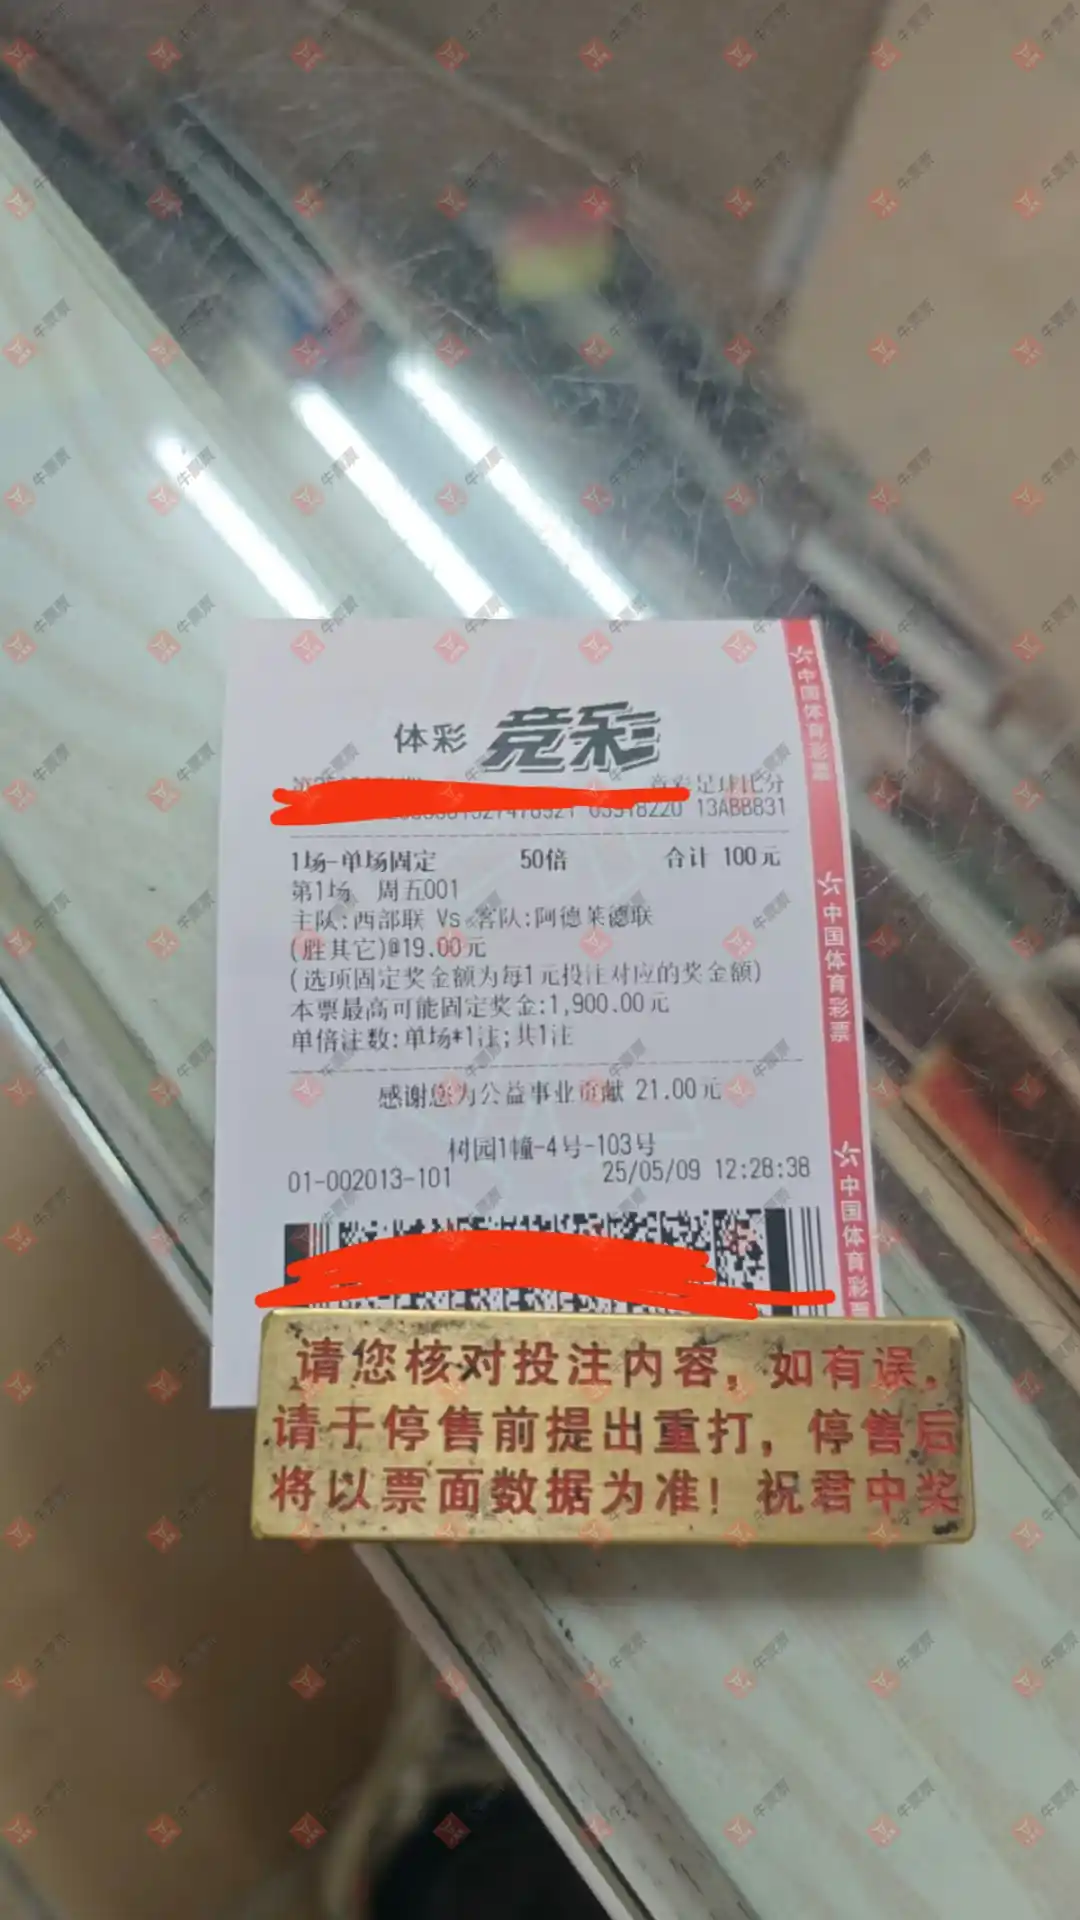 体彩 竞彩
竞彩足球比分
03318220 13ABB831
1场-单场固定 50倍 合计 100元
第1场 周五001
主队:西部联 Vs 客队:阿德莱德联
(胜其它)@19.00元
(选项固定奖金额为每1元投注对应的奖金额)
本票最高可能固定奖金:1,900.00元
单倍注数:单场*1注;共1注
感谢您为公益事业贡献 21.00元
树园1幢-4号-103号
01-002013-101 25/05/09 12:28:38
中国体育彩票
中国体育彩票
中国体育彩票
请您核对投注内容，如有误，
请于停售前提出重打，停售后
将以票面数据为准！祝君中奖
牛票票